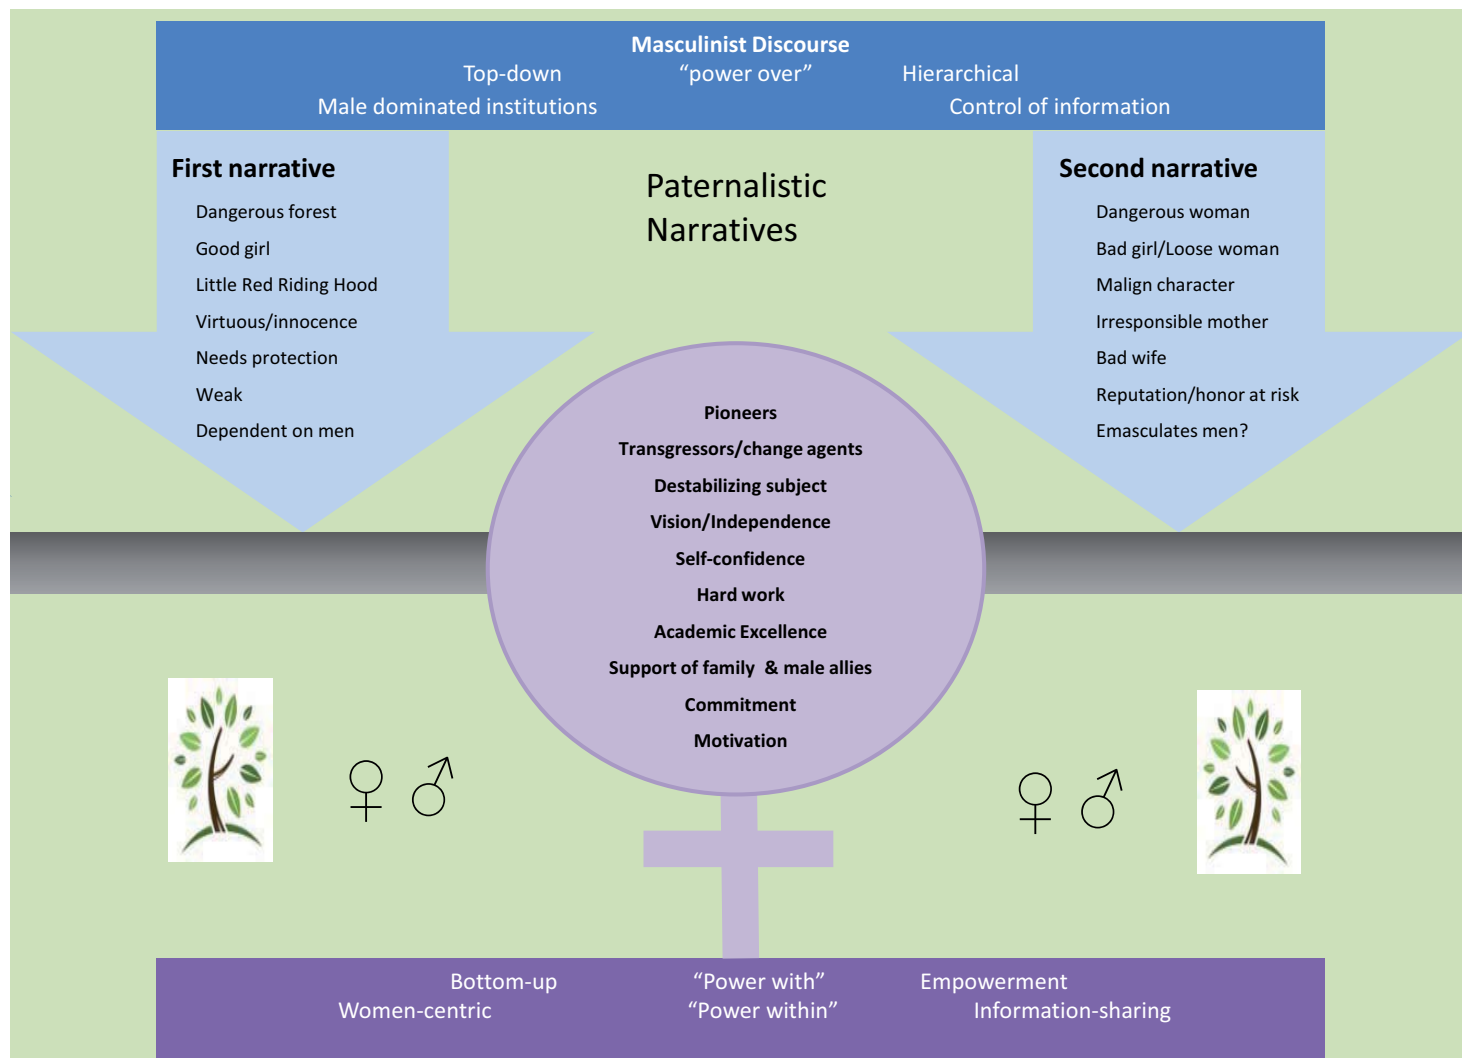 Masculinist Discourse
Top-down “power over” Hierarchical
Male dominated institutions Control of information
First narrative
Dangerous forest
Good girl
Little Red Riding Hood
Virtuous/innocence
Needs protection
Weak
Dependent on men
Paternalistic
Narratives
Second narrative
Dangerous woman
Bad girl/Loose woman
Malign character
Irresponsible mother
Bad wife
Reputation/honor at risk
Emasculates men?
Pioneers
Transgressors/change agents
Destabilizing subject
Vision/Independence
Self-confidence
Hard work
Academic Excellence
Support of family & male allies
Commitment
Motivation
Bottom-up “Power with” Empowerment
Women-centric “Power within” Information-sharing